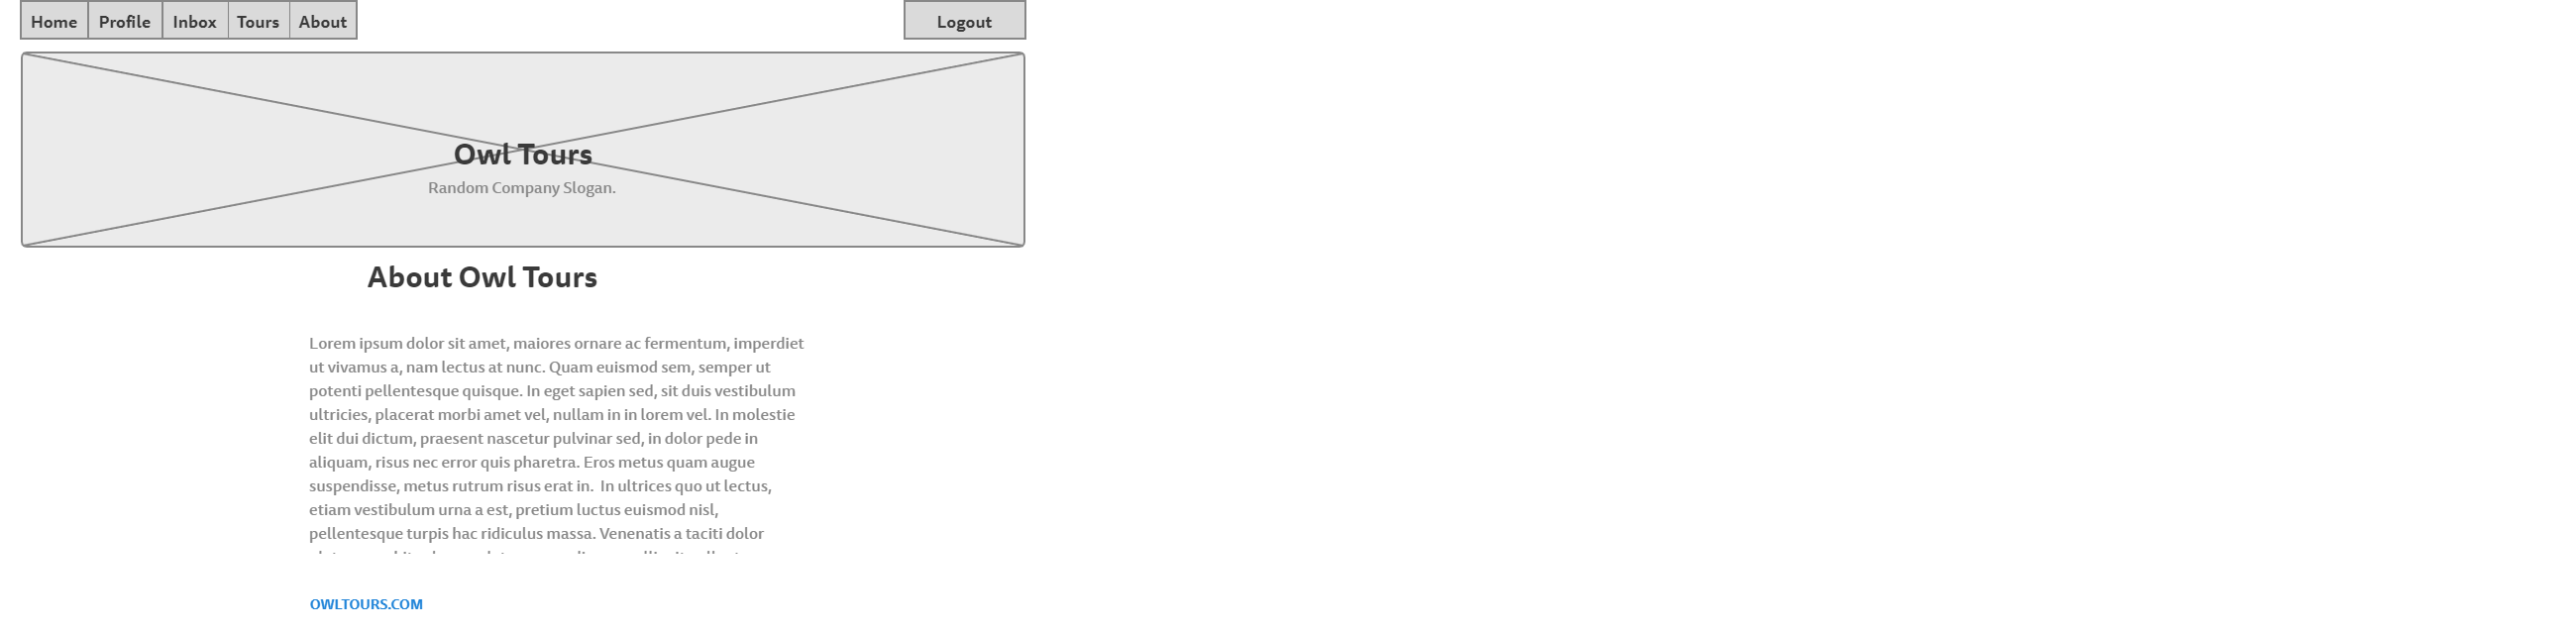 Home Profile Inbox Tours About Logout
Owl Tours
Random Company Slogan.
About Owl Tours
Lorem ipsum dolor sit amet, maiores ornare ac fermentum, imperdiet
ut vivamus a, nam lectus at nunc. Quam euismod sem, semper ut
potenti pellentesque quisque. In eget sapien sed, sit duis vestibulum
ultricies, placerat morbi amet vel, nullam in in lorem vel. In molestie
elit dui dictum, praesent nascetur pulvinar sed, in dolor pede in
aliquam, risus nec error quis pharetra. Eros metus quam augue
suspendisse, metus rutrum risus erat in.  In ultrices quo ut lectus,
etiam vestibulum urna a est, pretium luctus euismod nisl,
pellentesque turpis hac ridiculus massa. Venenatis a taciti dolor
OWLTOURS.COM